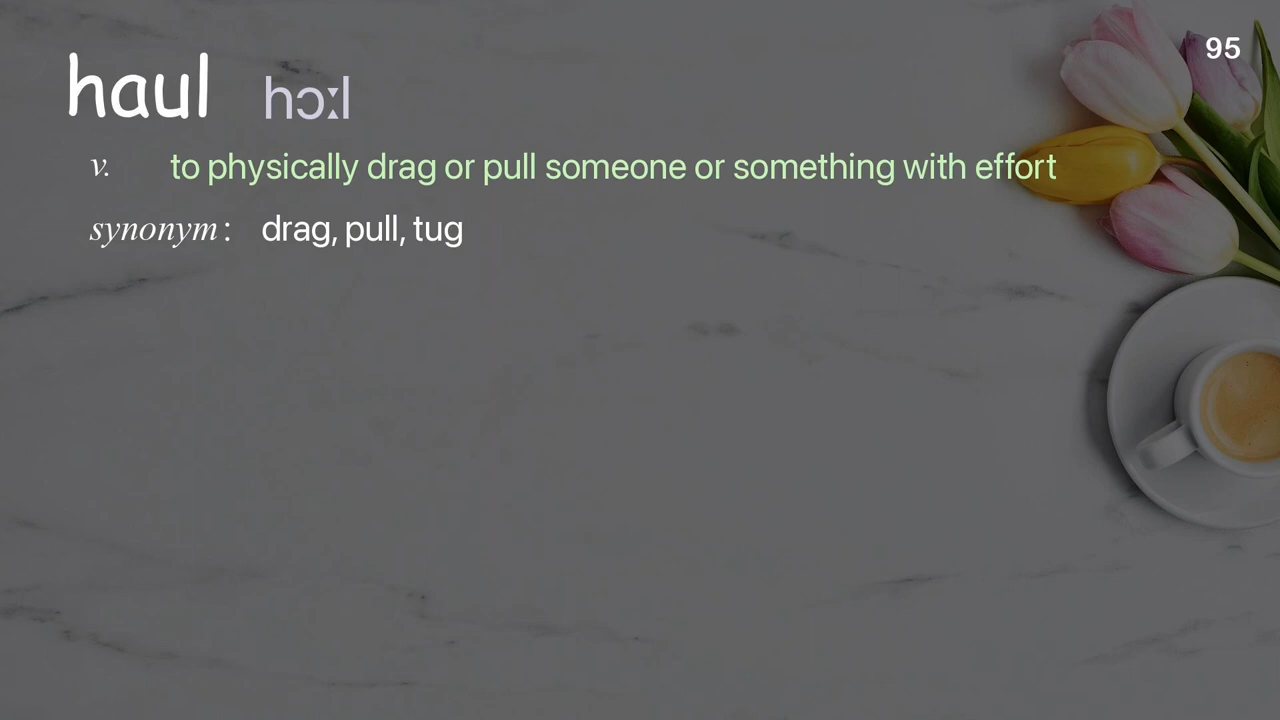 95
haul hɔːl
v. to physically drag or pull someone or something with effort
synonym : drag, pull, tug